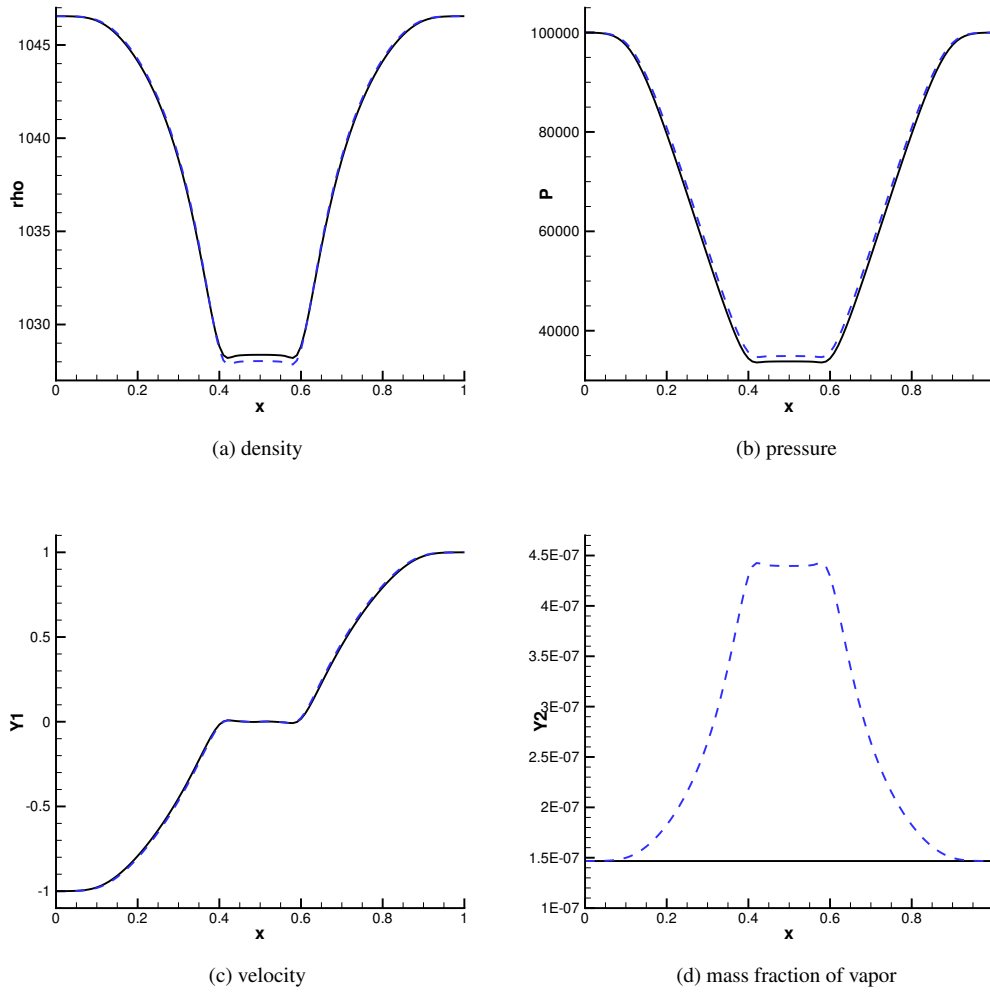 1045
1040
1035
1030
rho
0 0.2 0.4 0.6 0.8 1
x
(a) density
100000
80000
60000
40000
P
0 0.2 0.4 0.6 0.8
x
(b) pressure
1
0.5
0
-0.5
-1
Y1
0 0.2 0.4 0.6 0.8 1
x
(c) velocity
4.5E-07
4E-07
3.5E-07
3E-07
2.5E-07
2E-07
1.5E-07
1E-07
Y2
0 0.2 0.4 0.6 0.8
x
(d) mass fraction of vapor